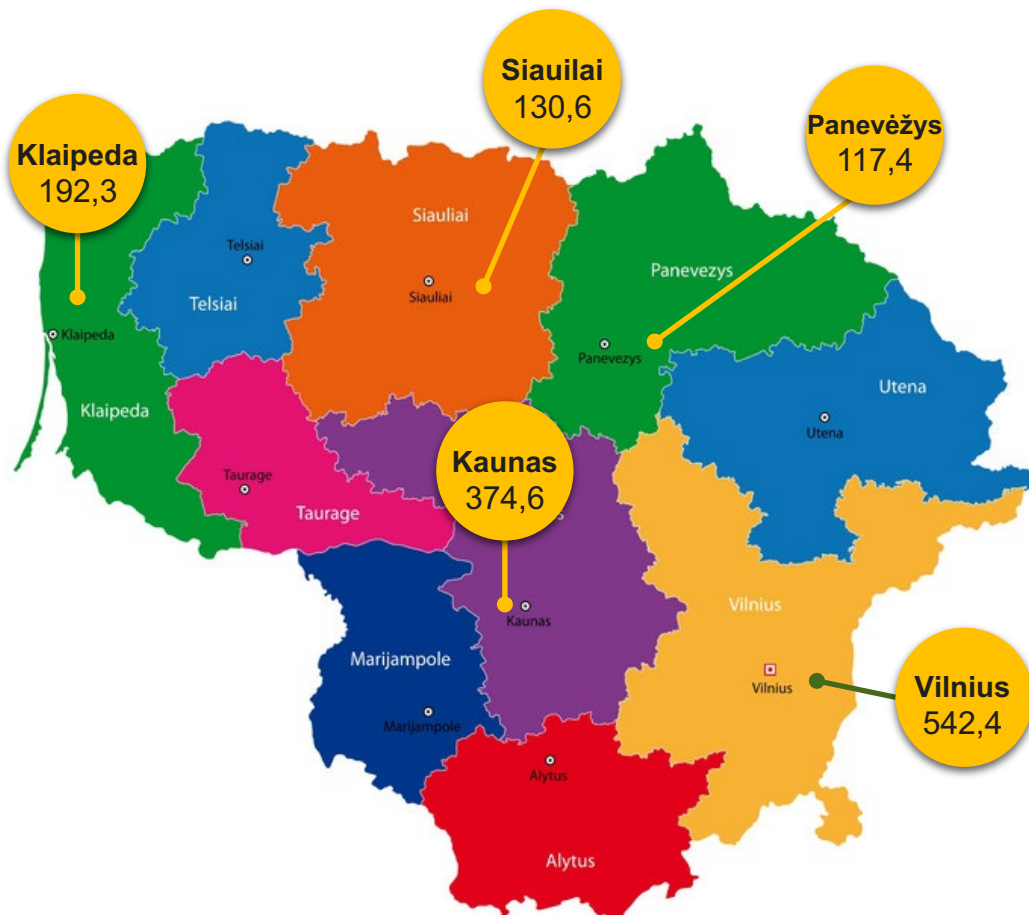 Siauilai
130,6
Panevėžys
117,4
Klaipeda
192,3
Siauliai
Telsiai
Panevezys
Siauliai
Telsiai
Klaipeda
Panevezys
Utena
Klaipeda
Utena
Kaunas
374,6
Taurage
Taurage
s
Vilnius
Kaunas
Marijampole
Vilnius
Vilnius
542,4
Marijampole
Alytus
Alytus